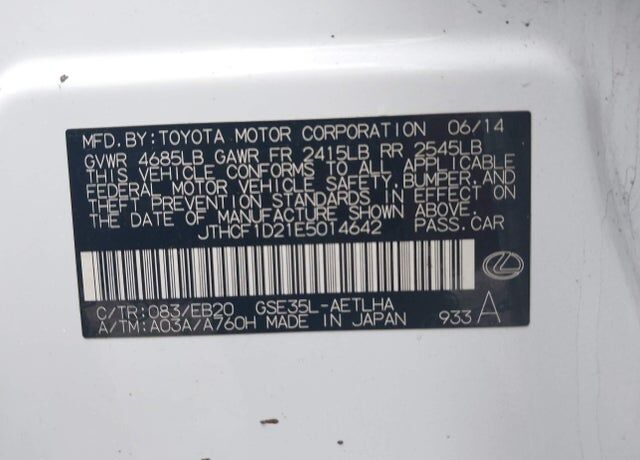 MFD.BY:TOYOTA MOTOR CORPORATION 06/14
GVWR 4685LB GAWR FR 2415LB RR 2545LB
THIS VEHICLE CONFORMS TO ALL APPLICABLE
FEDERAL MOTOR VEHICLE SAFETY,BUMPER,AND
THEFT PREVENTION STANDARDS IN EFFECT ON
THE DATE OF MANUFACTURE SHOWN ABOVE.
JTHCF1D21E5014642 PASS.CAR
C/TR:083/EB20 GSE35L-AETLHA
A/TM:A03A/A760H MADE IN JAPAN 933 A